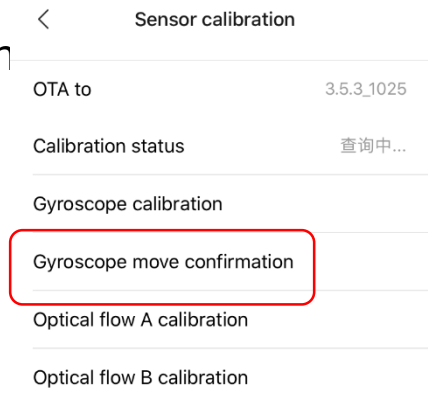 Sensor calibration
OTA to 3.5.3_1025
Calibration status 查询中...
Gyroscope calibration
Gyroscope move confirmation
Optical flow A calibration
Optical flow B calibration